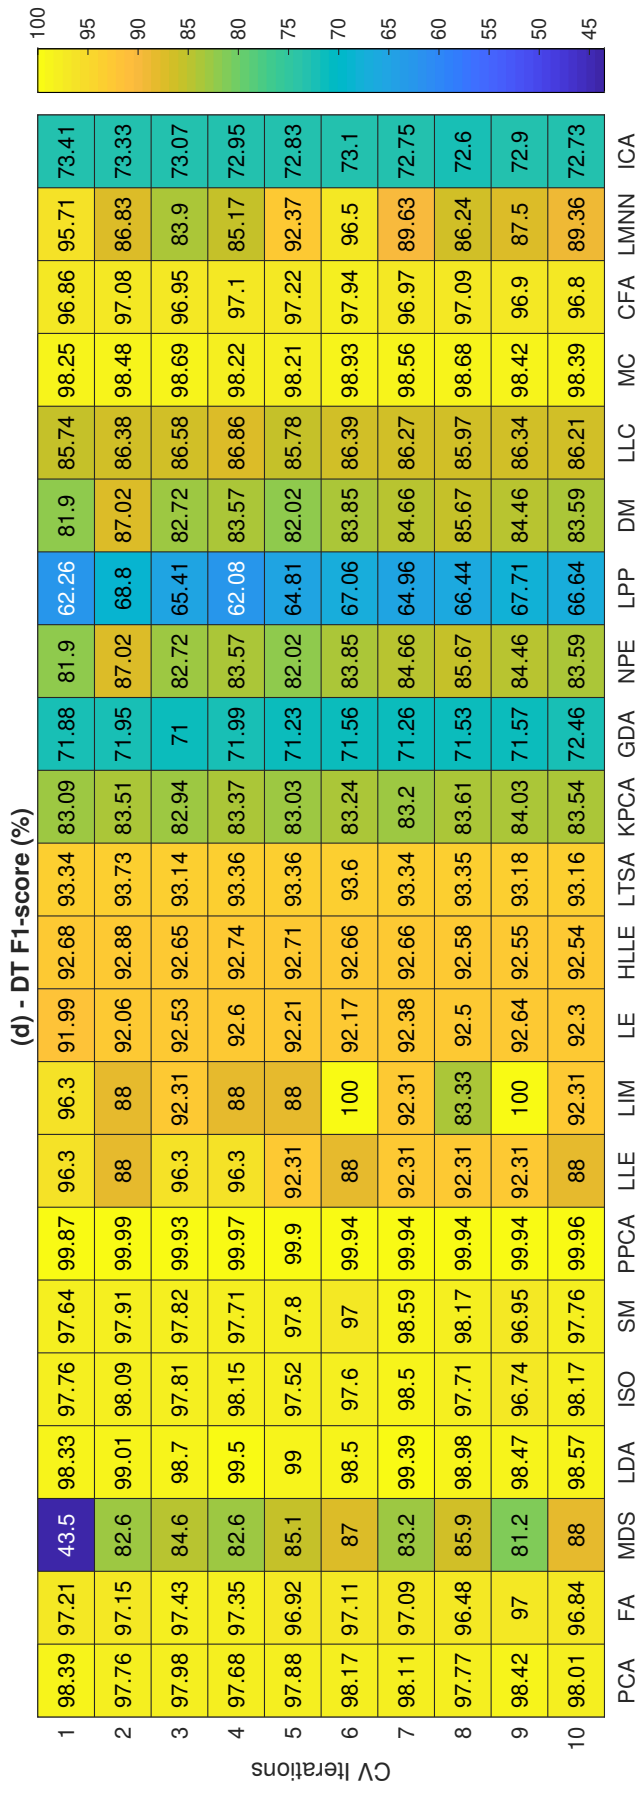 (d) - DT F1-score (%)
CV Iterations
1 98.39 97.21 43.5 98.33 97.76 97.64 99.87 96.3 96.3 91.99 92.68 93.34 83.09 71.88 81.9 62.26 81.9 85.74 98.25 96.86 95.71 73.41
2 97.76 97.15 82.6 99.01 98.09 97.91 99.99 88 88 92.06 92.88 93.73 83.51 71.95 87.02 68.8 87.02 86.38 98.48 97.08 86.83 73.33
3 97.98 97.43 84.6 98.7 97.81 97.82 99.93 96.3 92.31 92.53 92.65 93.14 82.94 71 82.72 65.41 82.72 86.58 98.69 96.95 83.9 73.07
4 97.68 97.35 82.6 99.5 98.15 97.71 99.97 96.3 88 92.6 92.74 93.36 83.37 71.99 83.57 62.08 83.57 86.86 98.22 97.1 85.17 72.95
5 97.88 96.92 85.1 99 97.52 97.8 99.9 92.31 88 92.21 92.71 93.36 83.03 71.23 82.02 64.81 82.02 85.78 98.21 97.22 92.37 72.83
6 98.17 97.11 87 98.5 97.6 97 99.94 88 100 92.17 92.66 93.6 83.24 71.56 83.85 67.06 83.85 86.39 98.93 97.94 96.5 73.1
7 98.11 97.09 83.2 99.39 98.5 98.59 99.94 92.31 92.31 92.38 92.66 93.34 83.2 71.26 84.66 64.96 84.66 86.27 98.56 96.97 89.63 72.75
8 97.77 96.48 85.9 98.98 97.71 98.17 99.94 92.31 83.33 92.5 92.58 93.35 83.61 71.53 85.67 66.44 85.67 85.97 98.68 97.09 86.24 72.6
9 98.42 97 81.2 98.47 96.74 96.95 99.94 92.31 100 92.64 92.55 93.18 84.03 71.57 84.46 67.71 84.46 86.34 98.42 96.9 87.5 72.9
10 98.01 96.84 88 98.57 98.17 97.76 99.96 88 92.31 92.3 92.54 93.16 83.54 72.46 83.59 66.64 83.59 86.21 98.39 96.8 89.36 72.73
PCA FA MDS LDA ISO SM PPCA LLE LIM LE HLLE LTSA KPCA GDA NPE LPP DM LLC MC CFA LMNN ICA
100
95
90
85
80
75
70
65
60
55
50
45